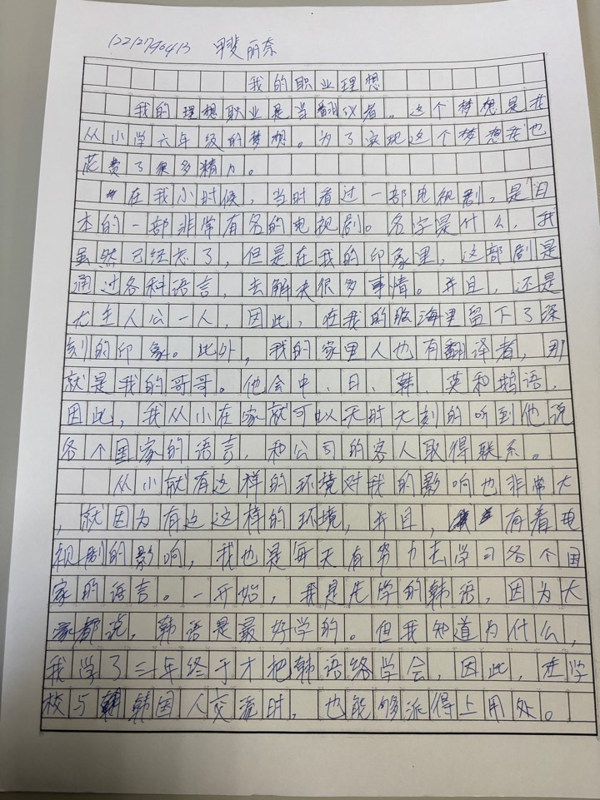 甲斐丽奈
我的职业理想
我的理想职业是当翻译者。这个梦想是我
从小学六年级的梦想。为了实现这个梦想我也
花费了很多精力。
在我小时候，当时看过一部电视剧，是日
本的一部非常有名的电视剧。名字是什么，我
虽然已经忘了，但是在我的印象里，这部剧是
通过各种语言，去解决很多事情。并且，还是
尤主人公一人，因此，在我的脑海里留下了深
刻的印象。此外，我的家里人也有翻译者，那
就是我的哥哥。他会中、日、韩、英和鹅语，
因此，我从小在家就可以无时无刻的听到他说
各个国家的语言，和公司的客人取得联系。
从小就有这样的环境对我的影响也非常大
，就因为有这这样的环境，并且，有着电
视剧的影响，我也是每天有努力去学习各个国
家的语言。一开始，我是先学的韩语，因为大
家都说，韩语是最好学的。但我知道为什么，
我学了三年终于才把韩语给学会，因此，在学
校与韩国人交流时，也能够派得上用处。